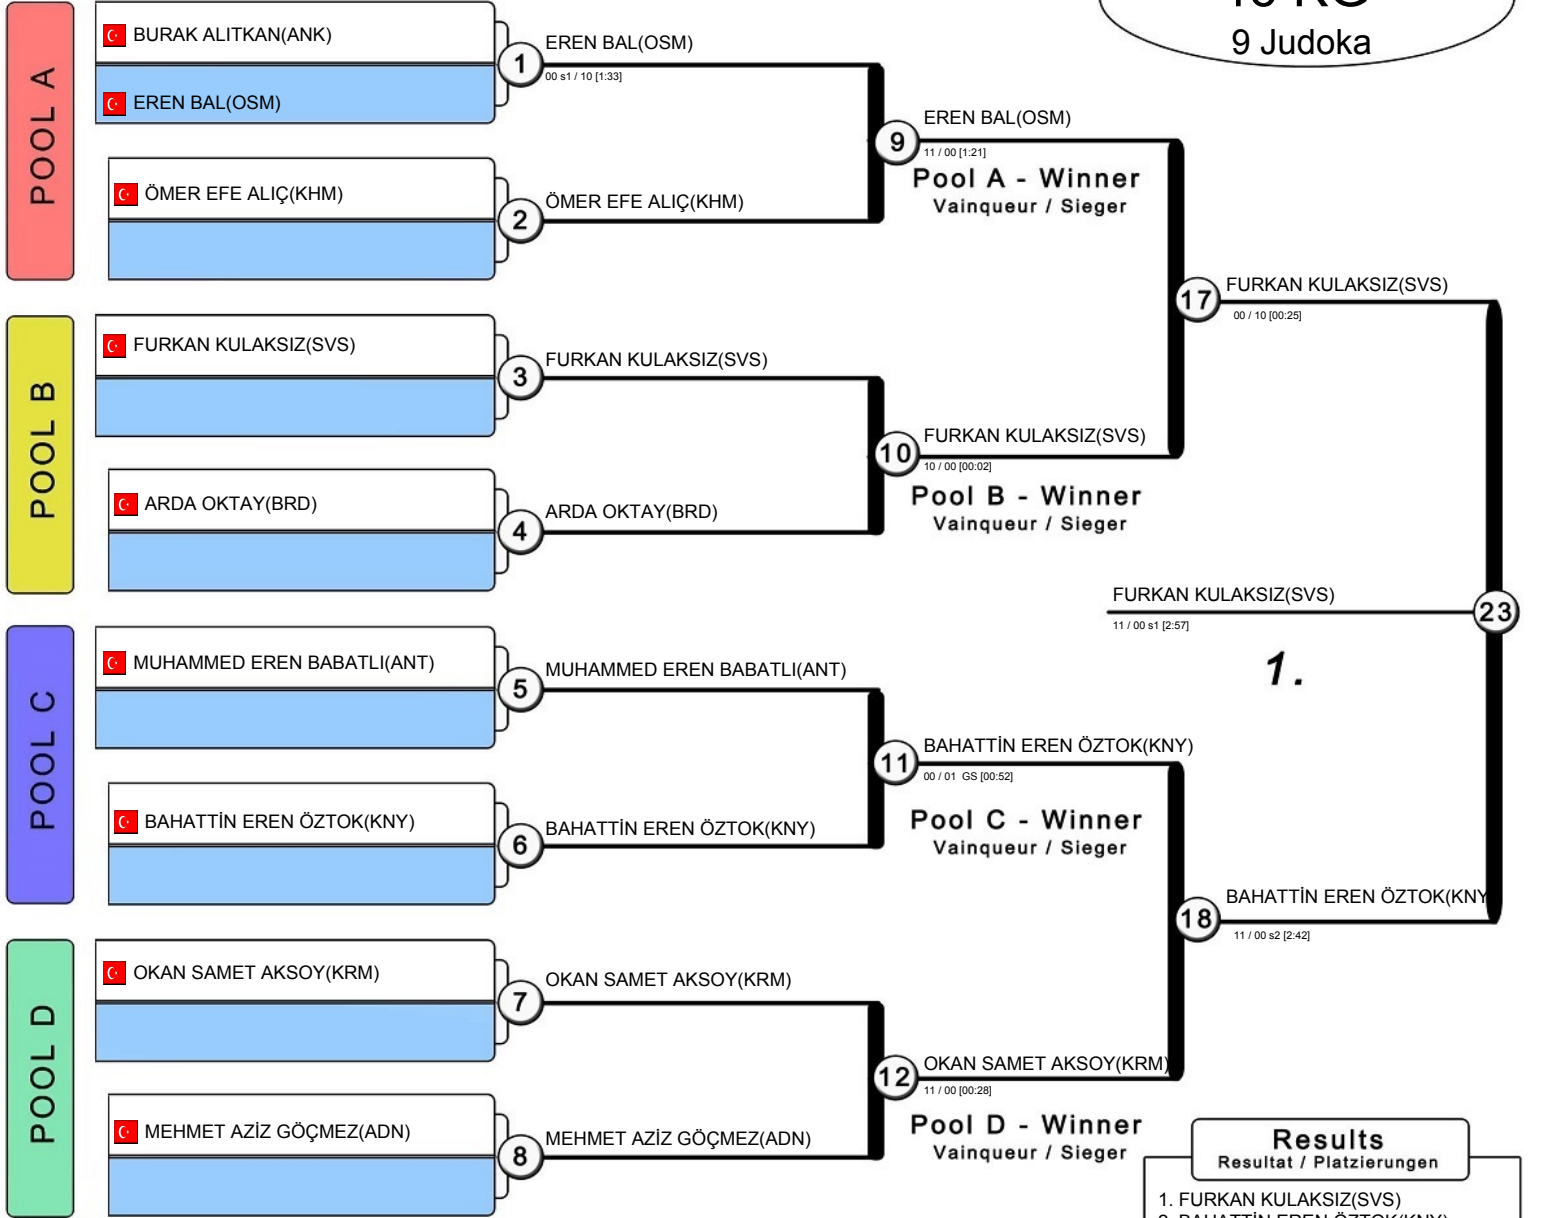 9 Judoka
POOL A
BURAK ALITKAN(ANK)
EREN BAL(OSM)
1
EREN BAL(OSM)
00 s1 / 10 [1:33]
ÖMER EFE ALIÇ(KHM)
2
ÖMER EFE ALIÇ(KHM)
9
EREN BAL(OSM)
11 / 00 [1:21]
Pool A - Winner
Vainqueur / Sieger
POOL B
FURKAN KULAKSIZ(SVS)
3
FURKAN KULAKSIZ(SVS)
ARDA OKTAY(BRD)
4
ARDA OKTAY(BRD)
10
FURKAN KULAKSIZ(SVS)
10 / 00 [00:02]
Pool B - Winner
Vainqueur / Sieger
17
FURKAN KULAKSIZ(SVS)
00 / 10 [00:25]
POOL C
MUHAMMED EREN BABATLI(ANT)
5
MUHAMMED EREN BABATLI(ANT)
BAHATTİN EREN ÖZTOK(KNY)
6
BAHATTİN EREN ÖZTOK(KNY)
11
BAHATTİN EREN ÖZTOK(KNY)
00 / 01 GS [00:52]
Pool C - Winner
Vainqueur / Sieger
POOL D
OKAN SAMET AKSOY(KRM)
7
OKAN SAMET AKSOY(KRM)
MEHMET AZİZ GÖÇMEZ(ADN)
8
MEHMET AZİZ GÖÇMEZ(ADN)
12
OKAN SAMET AKSOY(KRM)
11 / 00 [00:28]
Pool D - Winner
Vainqueur / Sieger
18
BAHATTİN EREN ÖZTOK(KNY
11 / 00 s2 [2:42]
23
FURKAN KULAKSIZ(SVS)
11 / 00 s1 [2:57]
1.
Results
Resultat / Platzierungen
1. FURKAN KULAKSIZ(SVS)
2. BAHATTİN EREN ÖZTOK(KNY)